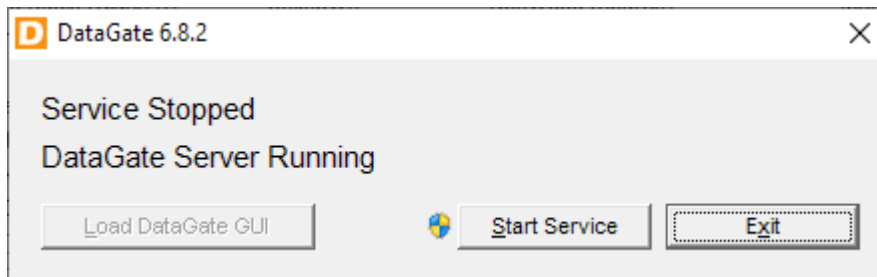 D DataGate 6.8.2
Service Stopped
DataGate Server Running
Load DataGate GUI Start Service Exit